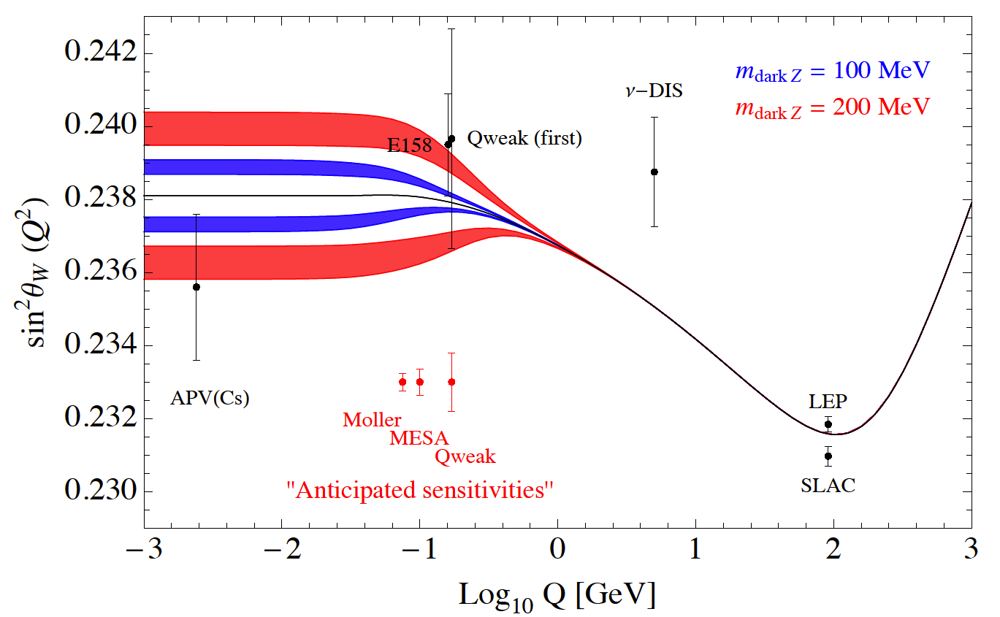 0.242
0.240
0.238
0.236
0.234
0.232
0.230
sin²θ_W (Q²)
m_dark Z = 100 MeV
m_dark Z = 200 MeV
ν−DIS
Qweak (first)
E158
APV(Cs)
Moller
MESA
Qweak
"Anticipated sensitivities"
LEP
SLAC
−3 −2 −1 0 1 2 3
Log₁₀ Q [GeV]